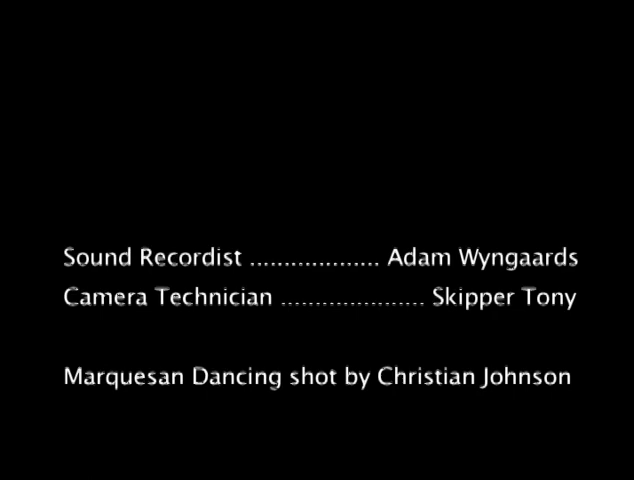 Sound Recordist ................... Adam Wyngaards
Camera Technician ..................... Skipper Tony
Marquesan Dancing shot by Christian Johnson